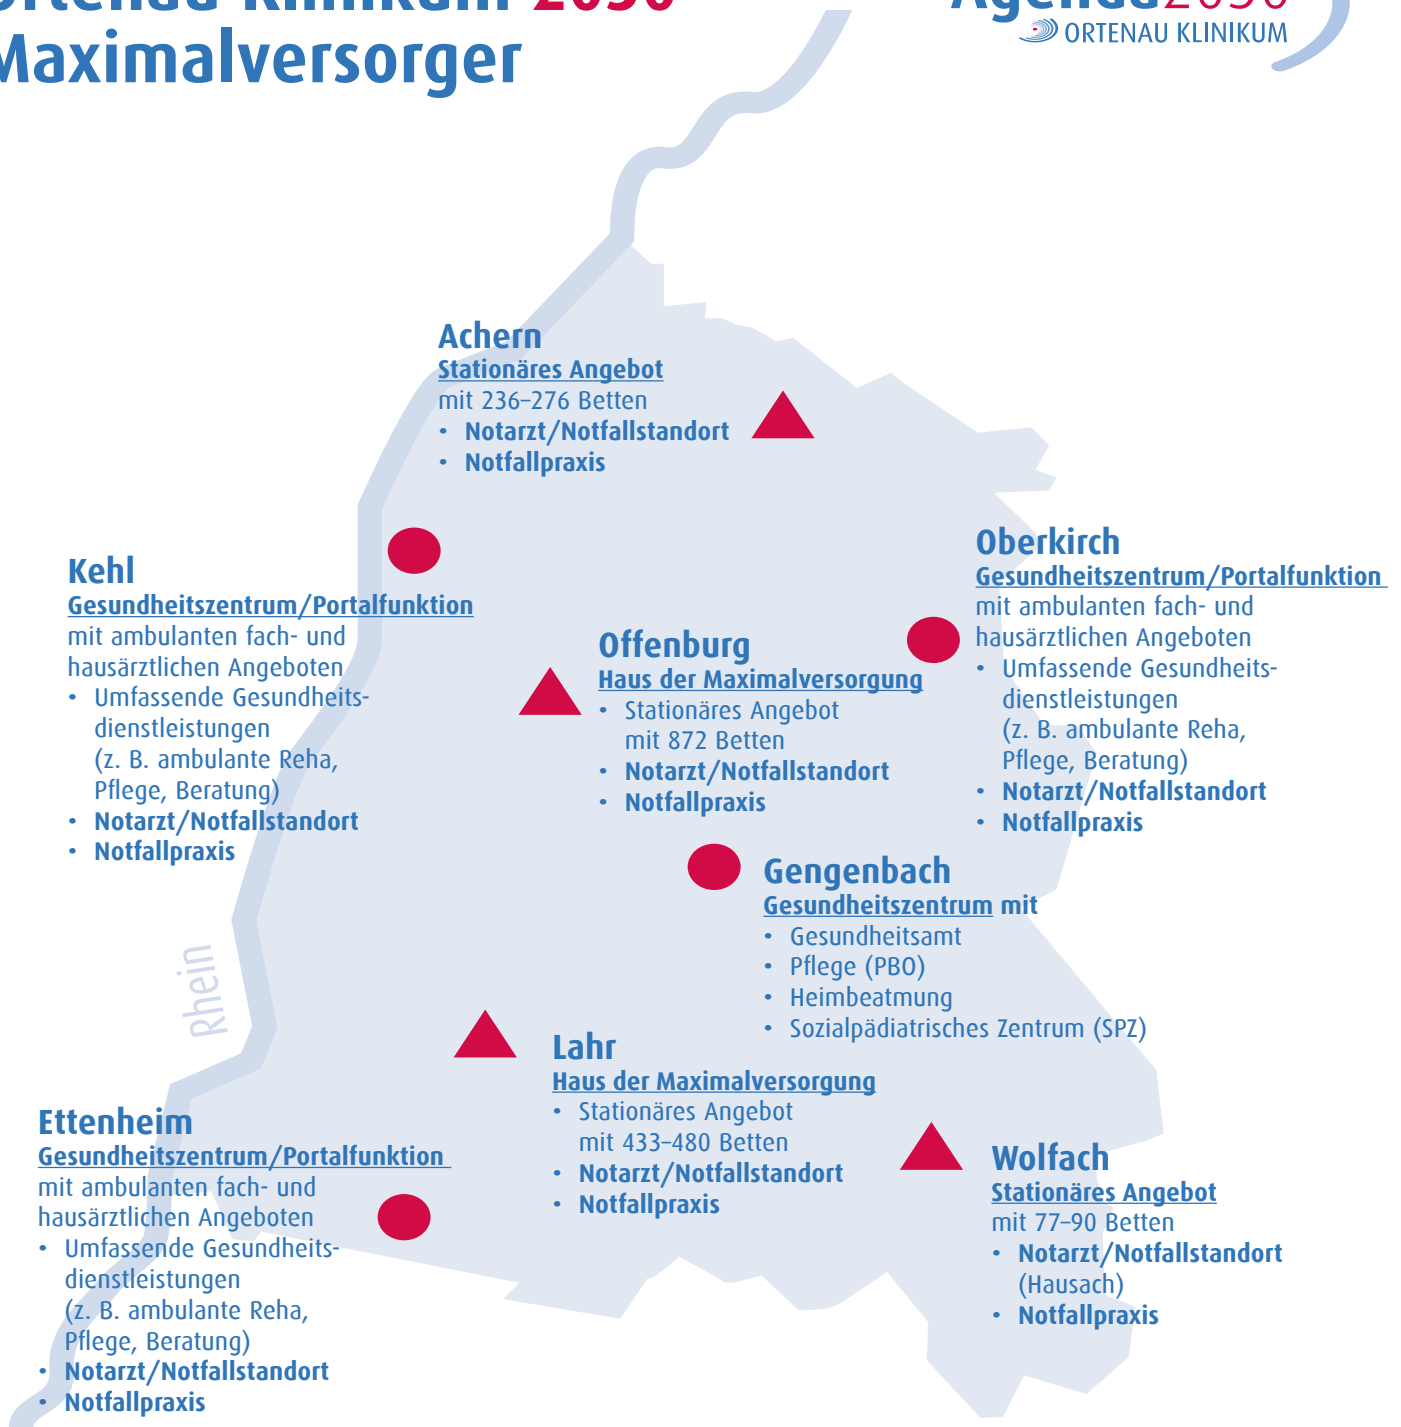 Ortenau Klinikum 2030
Maximalversorger
Agenda2030
ORTENAU KLINIKUM
Achern
Stationäres Angebot
mit 236–276 Betten
• Notarzt/Notfallstandort
• Notfallpraxis
Kehl
Gesundheitszentrum/Portalfunktion
mit ambulanten fach- und
hausärztlichen Angeboten
• Umfassende Gesundheits-
dienstleistungen
(z. B. ambulante Reha,
Pflege, Beratung)
• Notarzt/Notfallstandort
• Notfallpraxis
Oberkirch
Gesundheitszentrum/Portalfunktion
mit ambulanten fach- und
hausärztlichen Angeboten
• Umfassende Gesundheits-
dienstleistungen
(z. B. ambulante Reha,
Pflege, Beratung)
• Notarzt/Notfallstandort
• Notfallpraxis
Offenburg
Haus der Maximalversorgung
• Stationäres Angebot
mit 872 Betten
• Notarzt/Notfallstandort
• Notfallpraxis
Gengenbach
Gesundheitszentrum mit
• Gesundheitsamt
• Pflege (PBO)
• Heimbeatmung
• Sozialpädiatrisches Zentrum (SPZ)
Rhein
Lahr
Haus der Maximalversorgung
• Stationäres Angebot
mit 433–480 Betten
• Notarzt/Notfallstandort
• Notfallpraxis
Ettenheim
Gesundheitszentrum/Portalfunktion
mit ambulanten fach- und
hausärztlichen Angeboten
• Umfassende Gesundheits-
dienstleistungen
(z. B. ambulante Reha,
Pflege, Beratung)
• Notarzt/Notfallstandort
• Notfallpraxis
Wolfach
Stationäres Angebot
mit 77–90 Betten
• Notarzt/Notfallstandort
(Hausach)
• Notfallpraxis